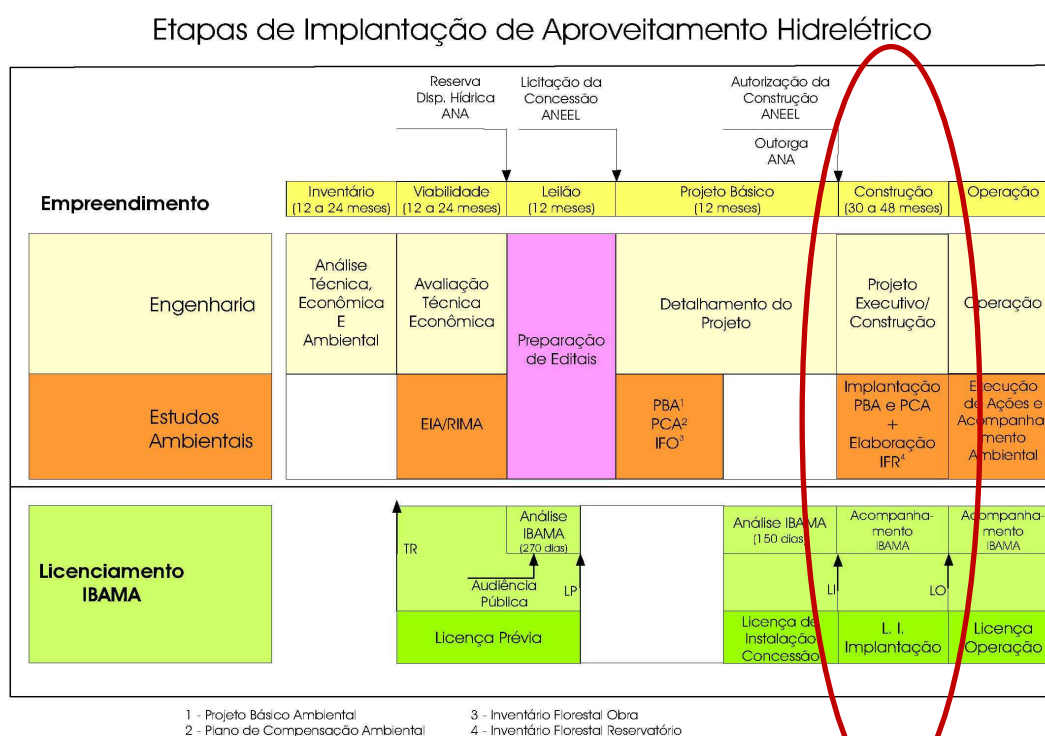 Etapas de Implantação de Aproveitamento Hidrelétrico
Reserva
Disp. Hídrica
ANA
Licitação da
Concessão
ANEEL
Autorização da
Construção
ANEEL
Outorga
ANA
Empreendimento
Inventário
(12 a 24 meses)
Viabilidade
(12 a 24 meses)
Leilão
(12 meses)
Projeto Básico
(12 meses)
Construção
(30 a 48 meses)
Operação
Engenharia
Análise
Técnica,
Econômica
E
Ambiental
Avaliação
Técnica
Econômica
Preparação
de Editais
Detalhamento do
Projeto
Projeto
Executivo/
Construção
Operação
Estudos
Ambientais
EIA/RIMA
PBA¹
PCA²
IFO³
Implantação
PBA e PCA
+
Elaboração
IFR⁴
Execução
de Ações e
Acompanha-
mento
Ambiental
Licenciamento
IBAMA
TR
Análise
IBAMA
(270 dias)
Audiência
Pública
LP
Licença Prévia
Análise IBAMA
(150 dias)
LI
Licença de
Instalação
Concessão
Acompanha-
mento
IBAMA
LO
L. I.
Implantação
Acompanha-
mento
IBAMA
Licença
Operação
1 - Projeto Básico Ambiental
2 - Plano de Compensação Ambiental
3 - Inventário Florestal Obra
4 - Inventário Florestal Reservatório